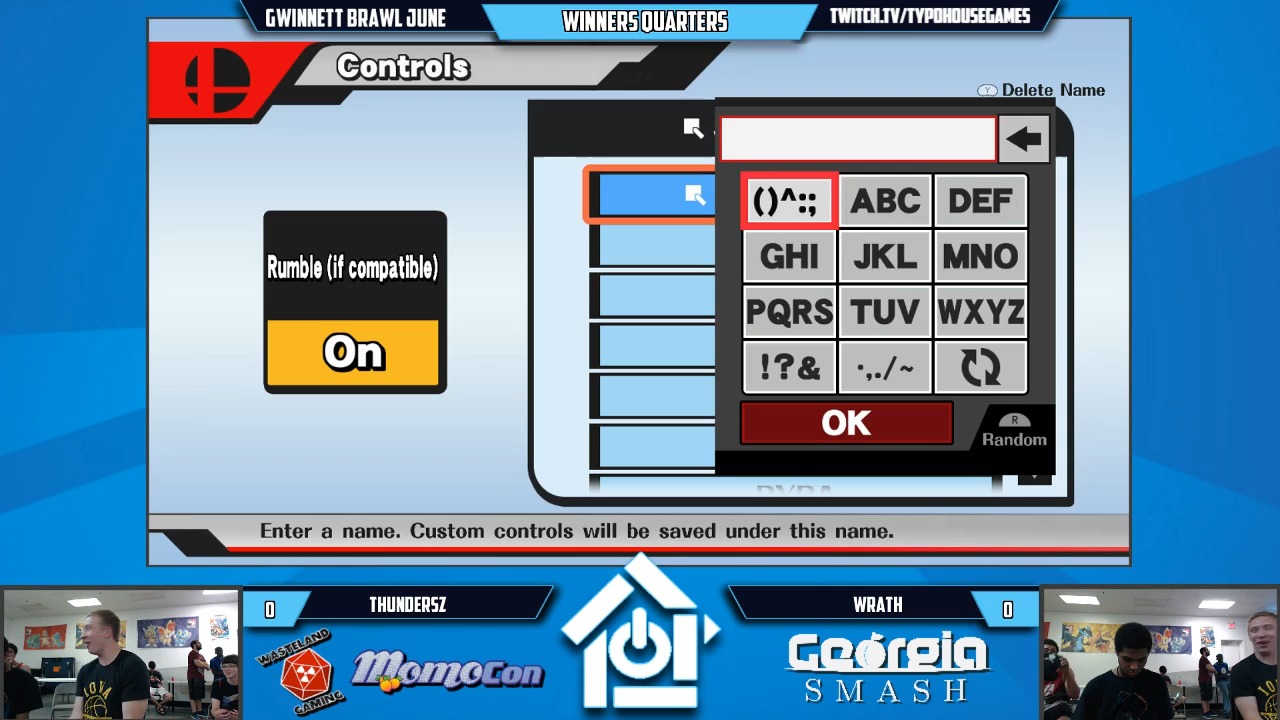 GWINNETT BRAWL JUNE
WINNERS QUARTERS
TWITCH.TV/TYPOHOUSEGAMES
Controls
Y Delete Name
Rumble (if compatible)
On
()^:;
ABC
DEF
GHI
JKL
MNO
PQRS
TUV
WXYZ
!?&
·,./~
OK
R
Random
Enter a name. Custom controls will be saved under this name.
0
THUNDERSZ
WRATH
0
WASTELAND
GAMING
MomoCon
Georgia
SMASH
IOWA